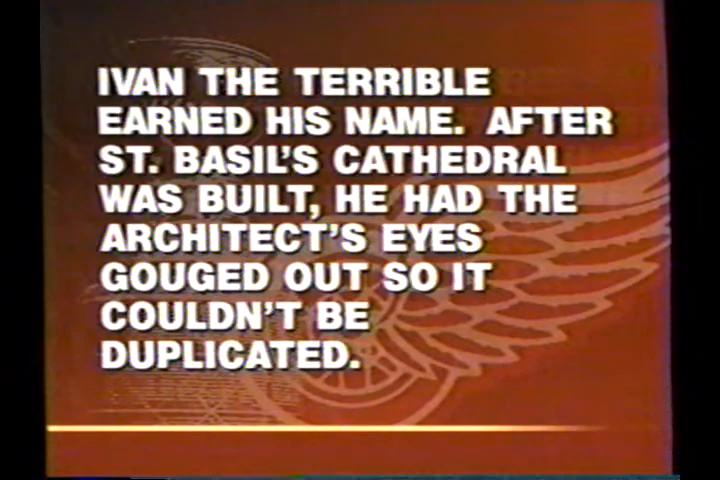 IVAN THE TERRIBLE
EARNED HIS NAME. AFTER
ST. BASIL'S CATHEDRAL
WAS BUILT, HE HAD THE
ARCHITECT'S EYES
GOUGED OUT SO IT
COULDN'T BE
DUPLICATED.